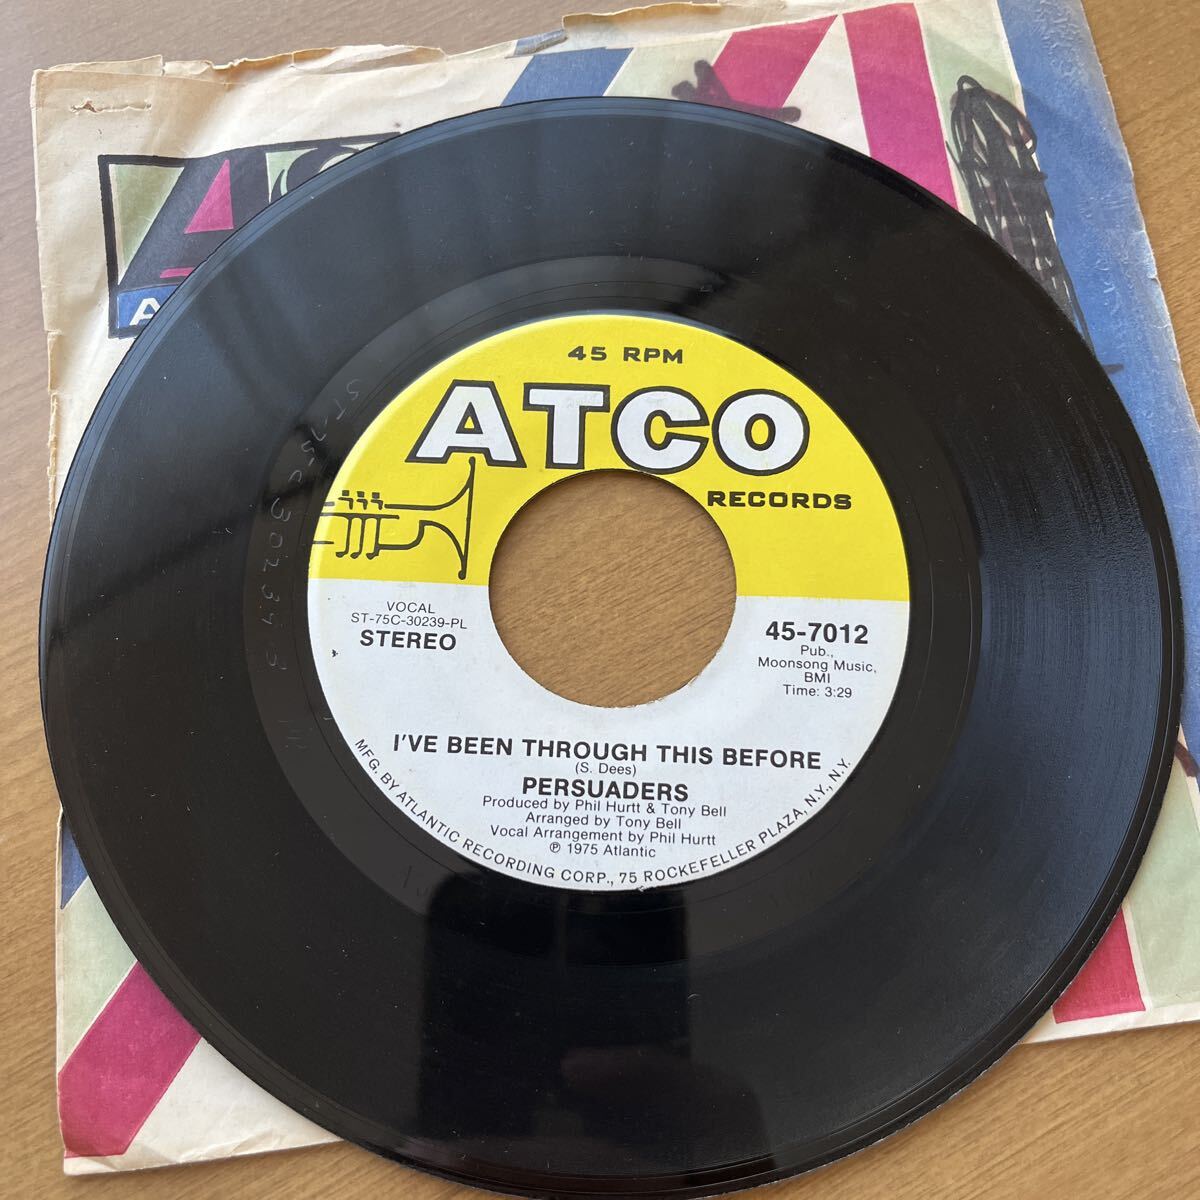 45 RPM
ATCO
RECORDS
VOCAL
ST-75C-30239-PL
STEREO
45-7012
Pub.,
Moonsong Music,
BMI
Time: 3:29
I'VE BEEN THROUGH THIS BEFORE
(S. Dees)
PERSUADERS
Produced by Phil Hurtt & Tony Bell
Arranged by Tony Bell
Vocal Arrangement by Phil Hurtt
℗ 1975 Atlantic
MFG. BY ATLANTIC RECORDING CORP., 75 ROCKEFELLER PLAZA, N.Y., N.Y.